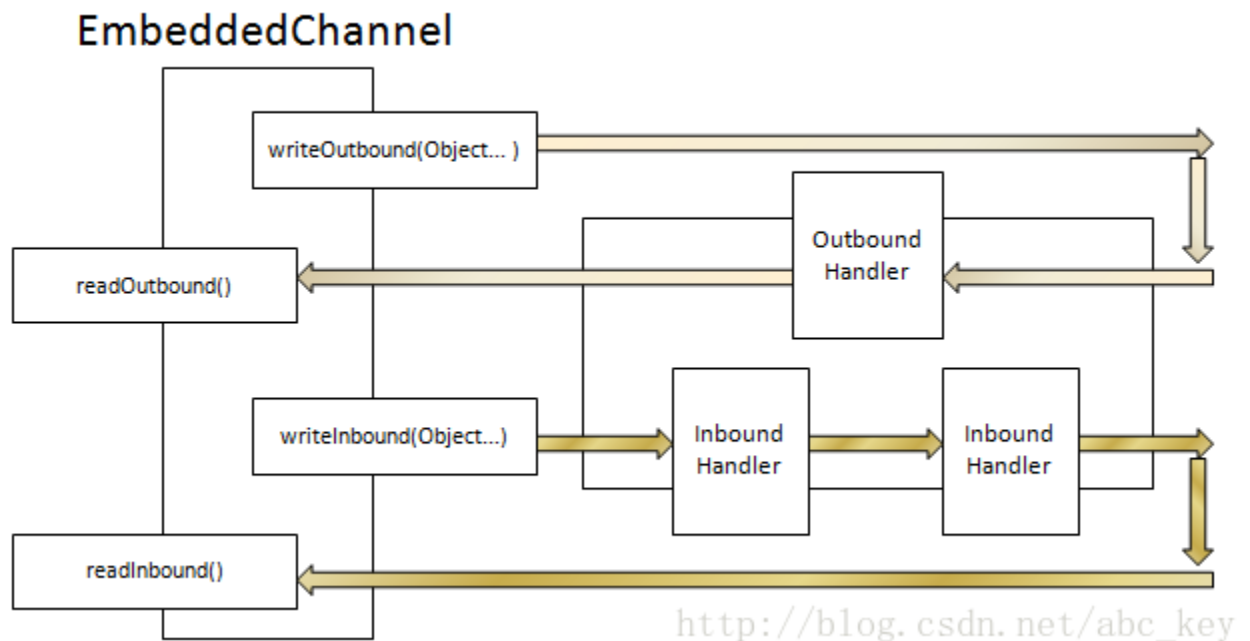 EmbeddedChannel
writeOutbound(Object... )
Outbound
Handler
readOutbound()
writeInbound(Object...)
Inbound
Handler
Inbound
Handler
readInbound()
http://blog.csdn.net/abc_key